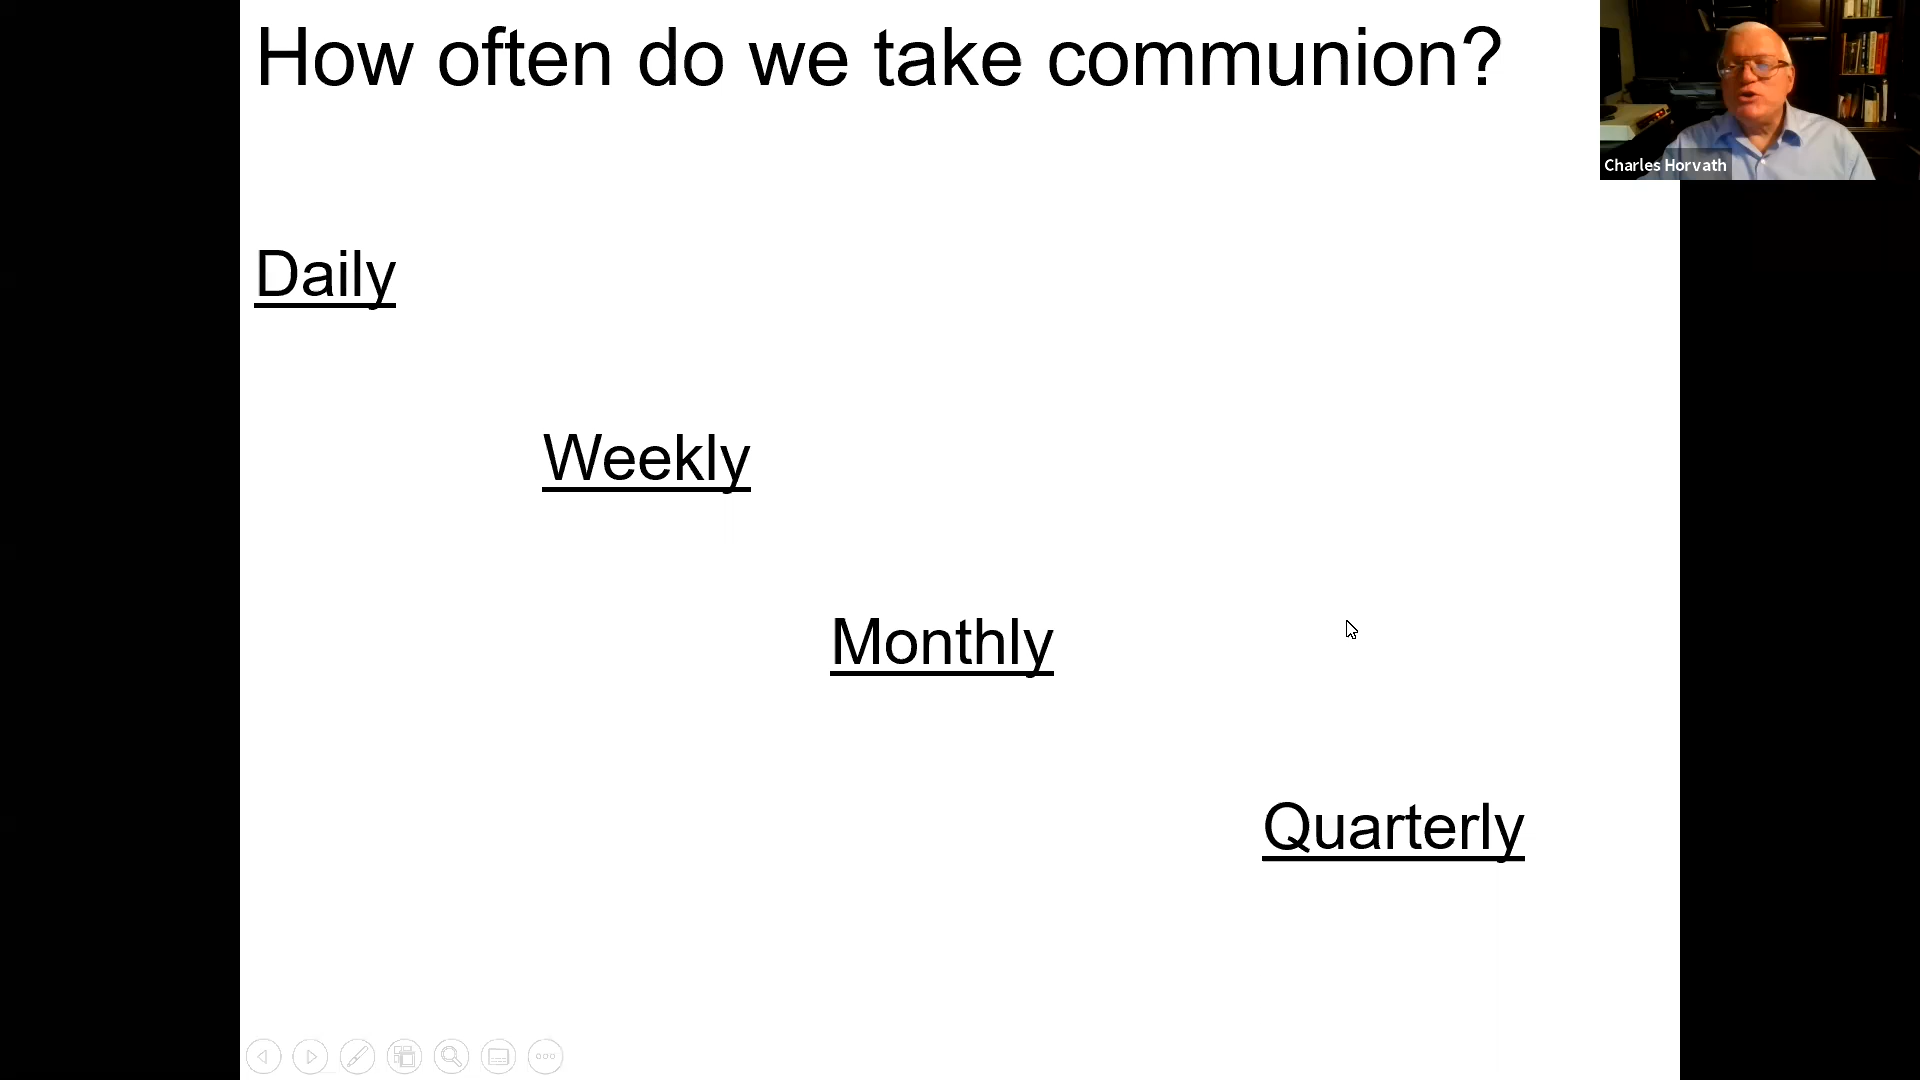 How often do we take communion?
Charles Horvath
Daily
Weekly
Monthly
Quarterly